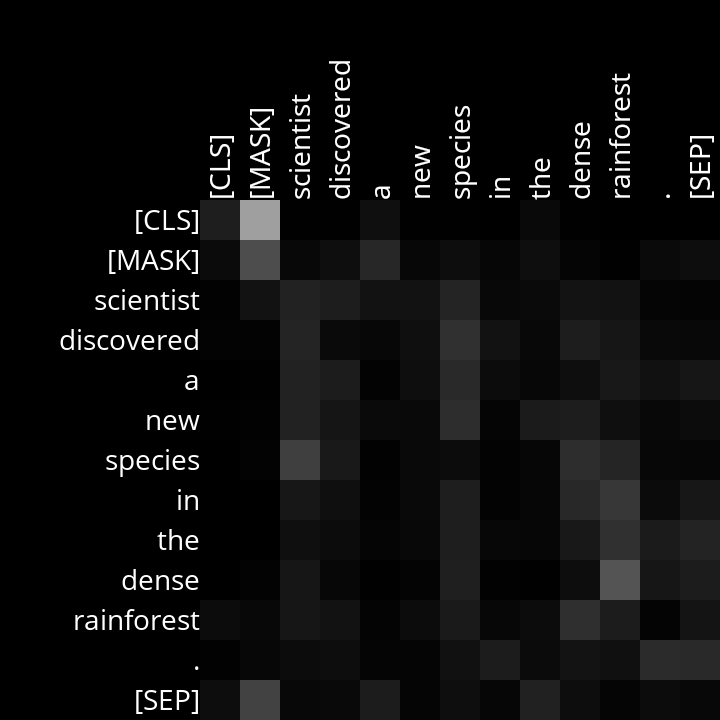 [CLS]
[MASK]
scientist
discovered
a
new
species
in
the
dense
rainforest
.
[SEP]
[CLS]
[MASK]
scientist
discovered
a
new
species
in
the
dense
rainforest
.
[SEP]